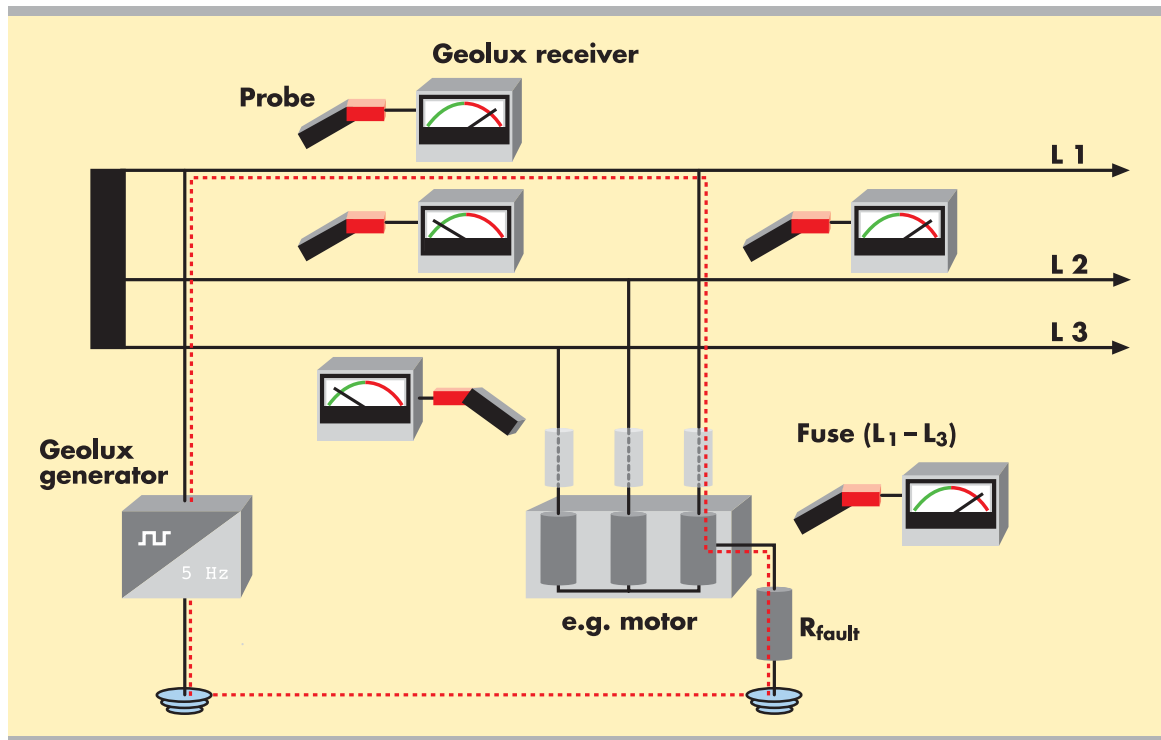 Geolux receiver
Probe
L 1
L 2
L 3
Fuse (L₁ – L₃)
Geolux
generator
5 Hz
e.g. motor
Rfault